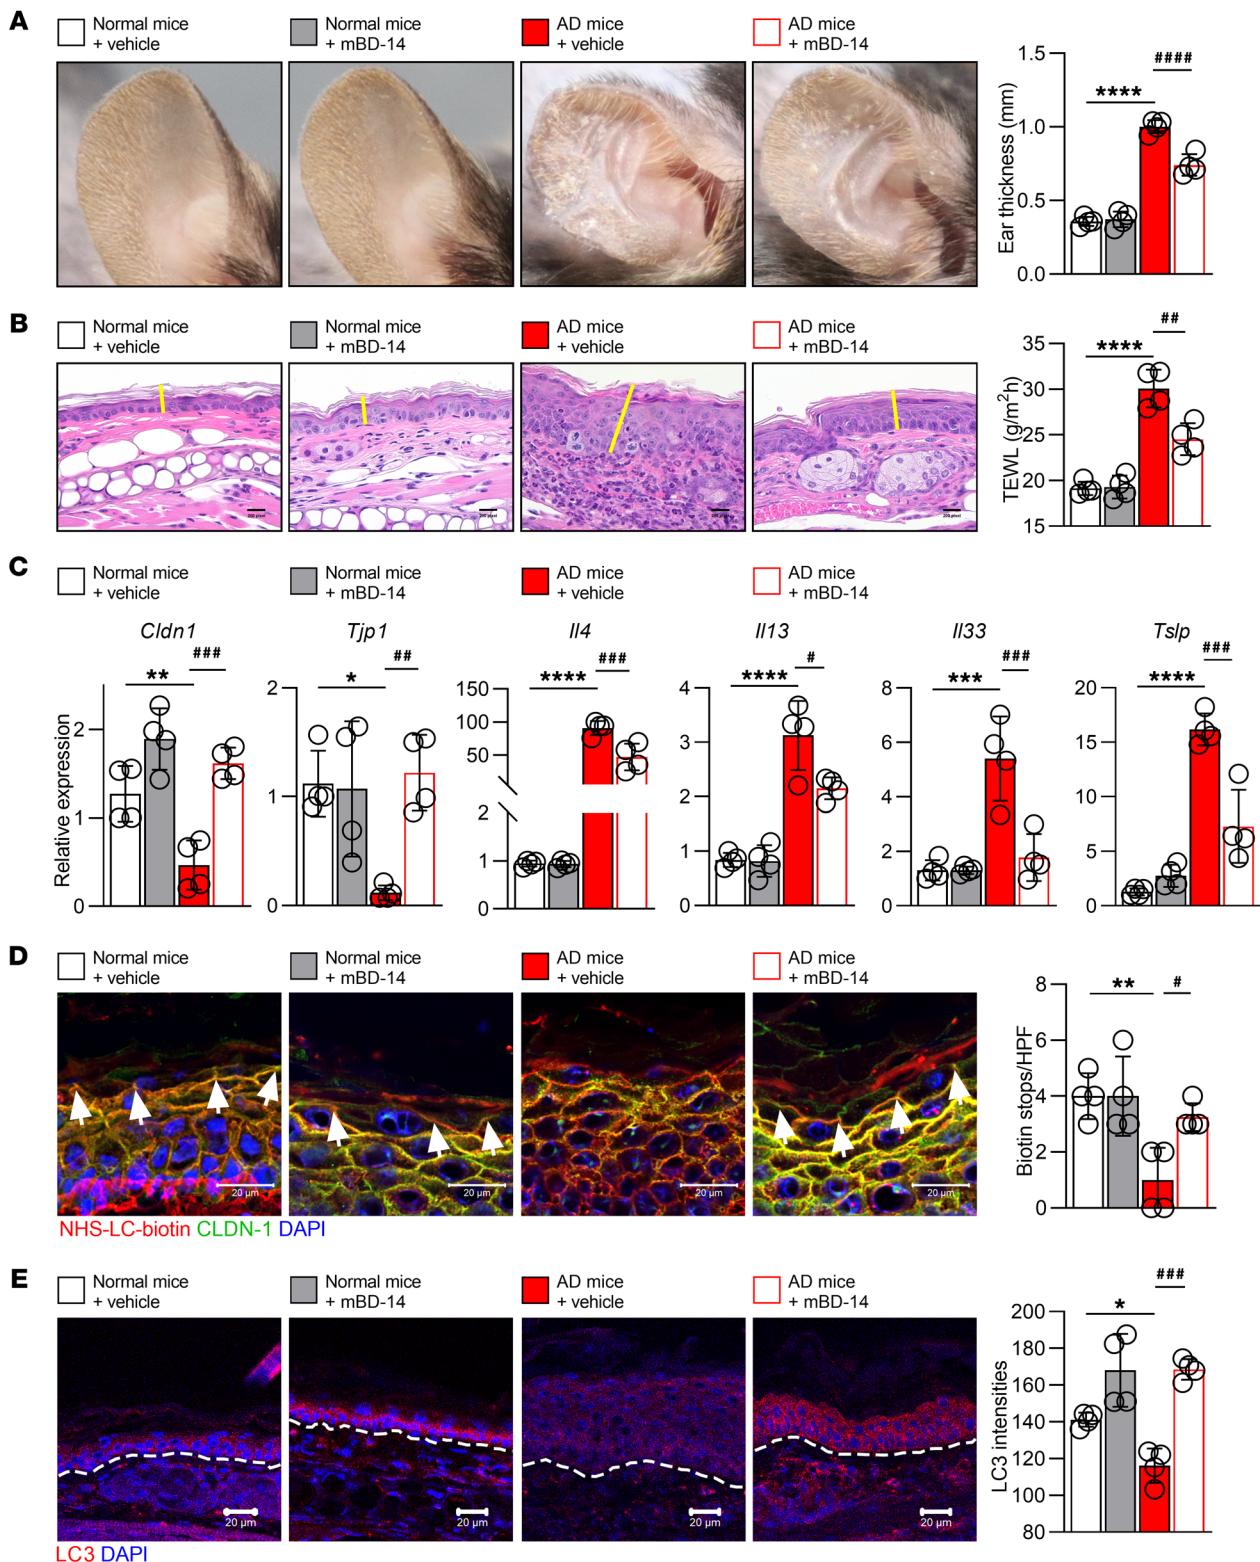 A
Normal mice
+ vehicle
Normal mice
+ mBD-14
AD mice
+ vehicle
AD mice
+ mBD-14
Ear thickness (mm)
1.5
1.0
0.5
0.0
****
####
B
Normal mice
+ vehicle
Normal mice
+ mBD-14
AD mice
+ vehicle
AD mice
+ mBD-14
TEWL (g/m²h)
35
30
25
20
15
****
##
C
Normal mice
+ vehicle
Normal mice
+ mBD-14
AD mice
+ vehicle
AD mice
+ mBD-14
Relative expression
Cldn1
**
###
2
1
0
Tjp1
*
##
2
1
0
Il4
****
###
150
100
50
2
1
0
Il13
****
#
4
3
2
1
0
Il33
***
###
8
6
4
2
0
Tslp
****
###
20
15
10
5
0
D
Normal mice
+ vehicle
Normal mice
+ mBD-14
AD mice
+ vehicle
AD mice
+ mBD-14
20 μm
20 μm
20 μm
20 μm
NHS-LC-biotin CLDN-1 DAPI
Biotin stops/HPF
8
6
4
2
0
**
#
E
Normal mice
+ vehicle
Normal mice
+ mBD-14
AD mice
+ vehicle
AD mice
+ mBD-14
20 μm
20 μm
20 μm
20 μm
LC3 DAPI
LC3 intensities
200
180
160
140
120
100
80
*
###